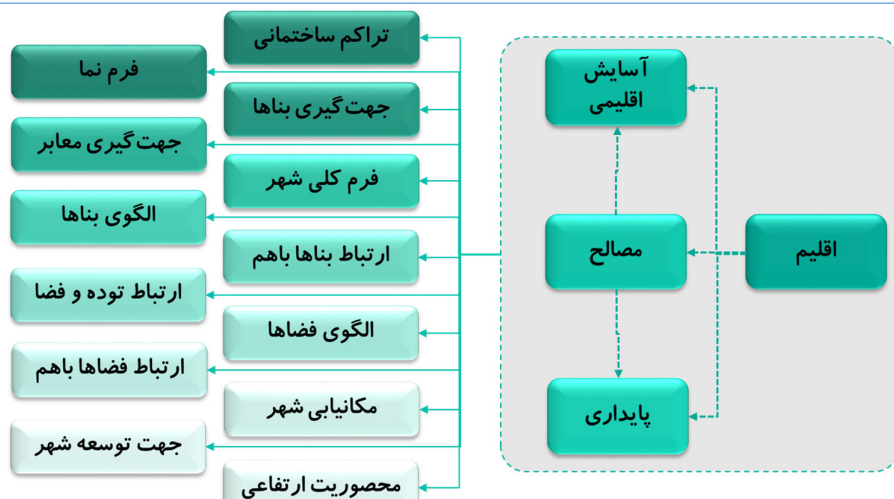 اقلیم
آسایش
اقلیمی
مصالح
پایداری
تراکم ساختمانی
فرم نما
جهت گیری بناها
جهت گیری معابر
فرم کلی شهر
الگوی بناها
ارتباط بناها باهم
ارتباط توده و فضا
الگوی فضاها
ارتباط فضاها باهم
مکانیابی شهر
جهت توسعه شهر
محصوریت ارتفاعی